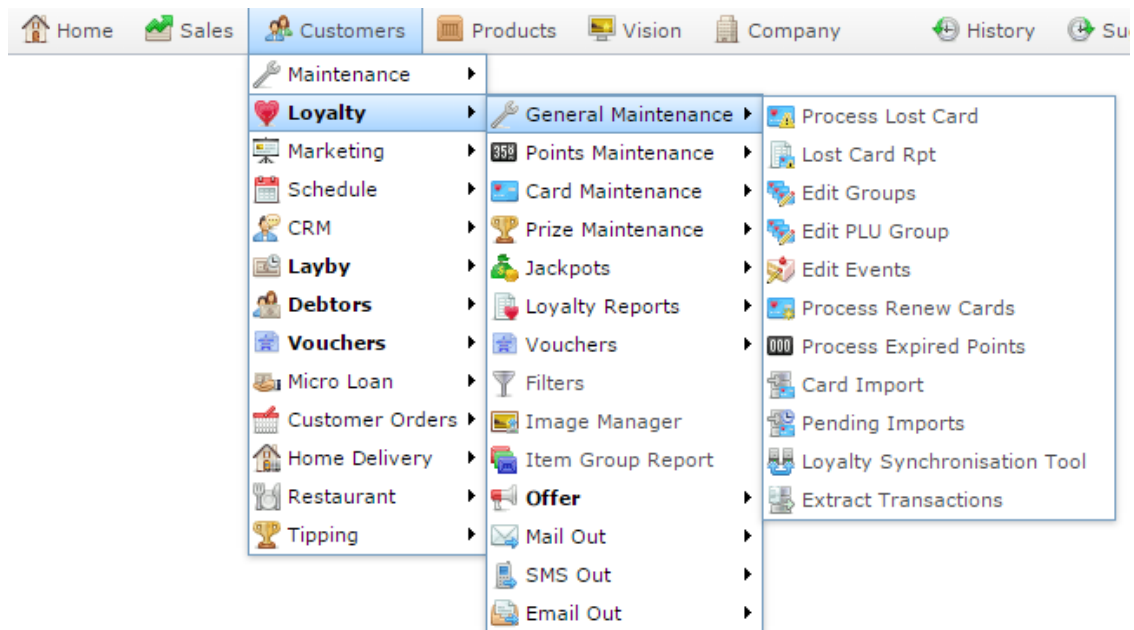 Home Sales Customers Products Vision Company History Su
Maintenance
Loyalty
Marketing
Schedule
CRM
Layby
Debtors
Vouchers
Micro Loan
Customer Orders
Home Delivery
Restaurant
Tipping
General Maintenance
Points Maintenance
Card Maintenance
Prize Maintenance
Jackpots
Loyalty Reports
Vouchers
Filters
Image Manager
Item Group Report
Offer
Mail Out
SMS Out
Email Out
Process Lost Card
Lost Card Rpt
Edit Groups
Edit PLU Group
Edit Events
Process Renew Cards
Process Expired Points
Card Import
Pending Imports
Loyalty Synchronisation Tool
Extract Transactions